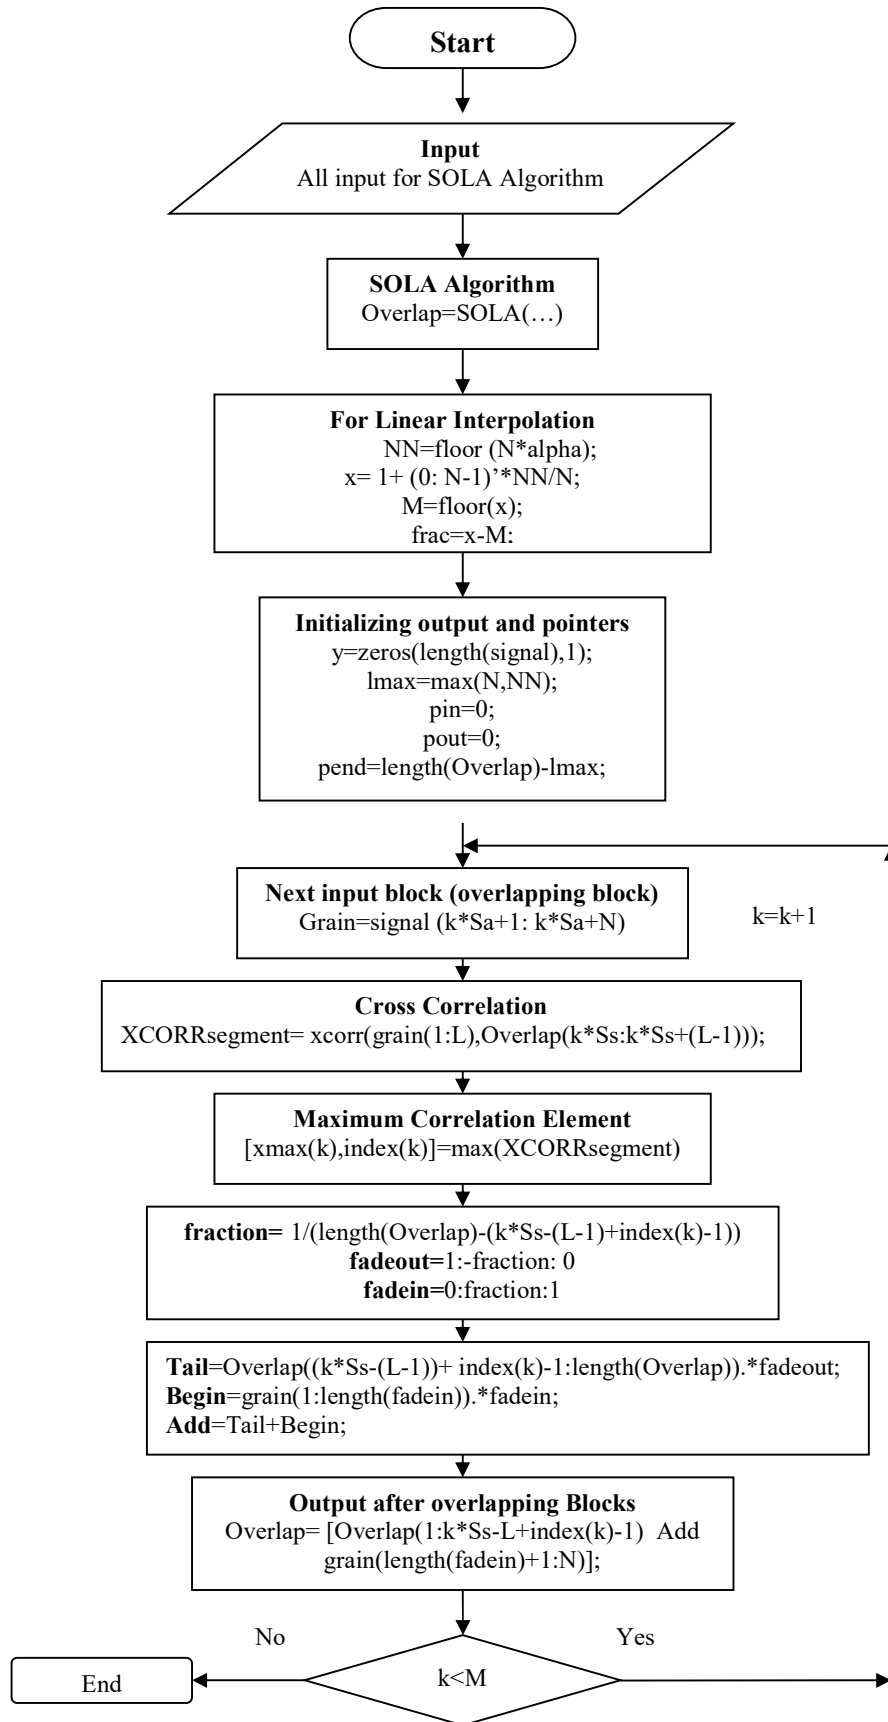 Start
Input
All input for SOLA Algorithm
SOLA Algorithm
Overlap=SOLA(…)
For Linear Interpolation
NN=floor (N*alpha);
x= 1+ (0: N-1)’*NN/N;
M=floor(x);
frac=x-M;
Initializing output and pointers
y=zeros(length(signal),1);
lmax=max(N,NN);
pin=0;
pout=0;
pend=length(Overlap)-lmax;
Next input block (overlapping block)
Grain=signal (k*Sa+1: k*Sa+N)
k=k+1
Cross Correlation
XCORRsegment= xcorr(grain(1:L),Overlap(k*Ss:k*Ss+(L-1)));
Maximum Correlation Element
[xmax(k),index(k)]=max(XCORRsegment)
fraction= 1/(length(Overlap)-(k*Ss-(L-1)+index(k)-1))
fadeout=1:-fraction: 0
fadein=0:fraction:1
Tail=Overlap((k*Ss-(L-1))+ index(k)-1:length(Overlap)).*fadeout;
Begin=grain(1:length(fadein)).*fadein;
Add=Tail+Begin;
Output after overlapping Blocks
Overlap= [Overlap(1:k*Ss-L+index(k)-1)  Add
grain(length(fadein)+1:N)];
No
Yes
End
k<M